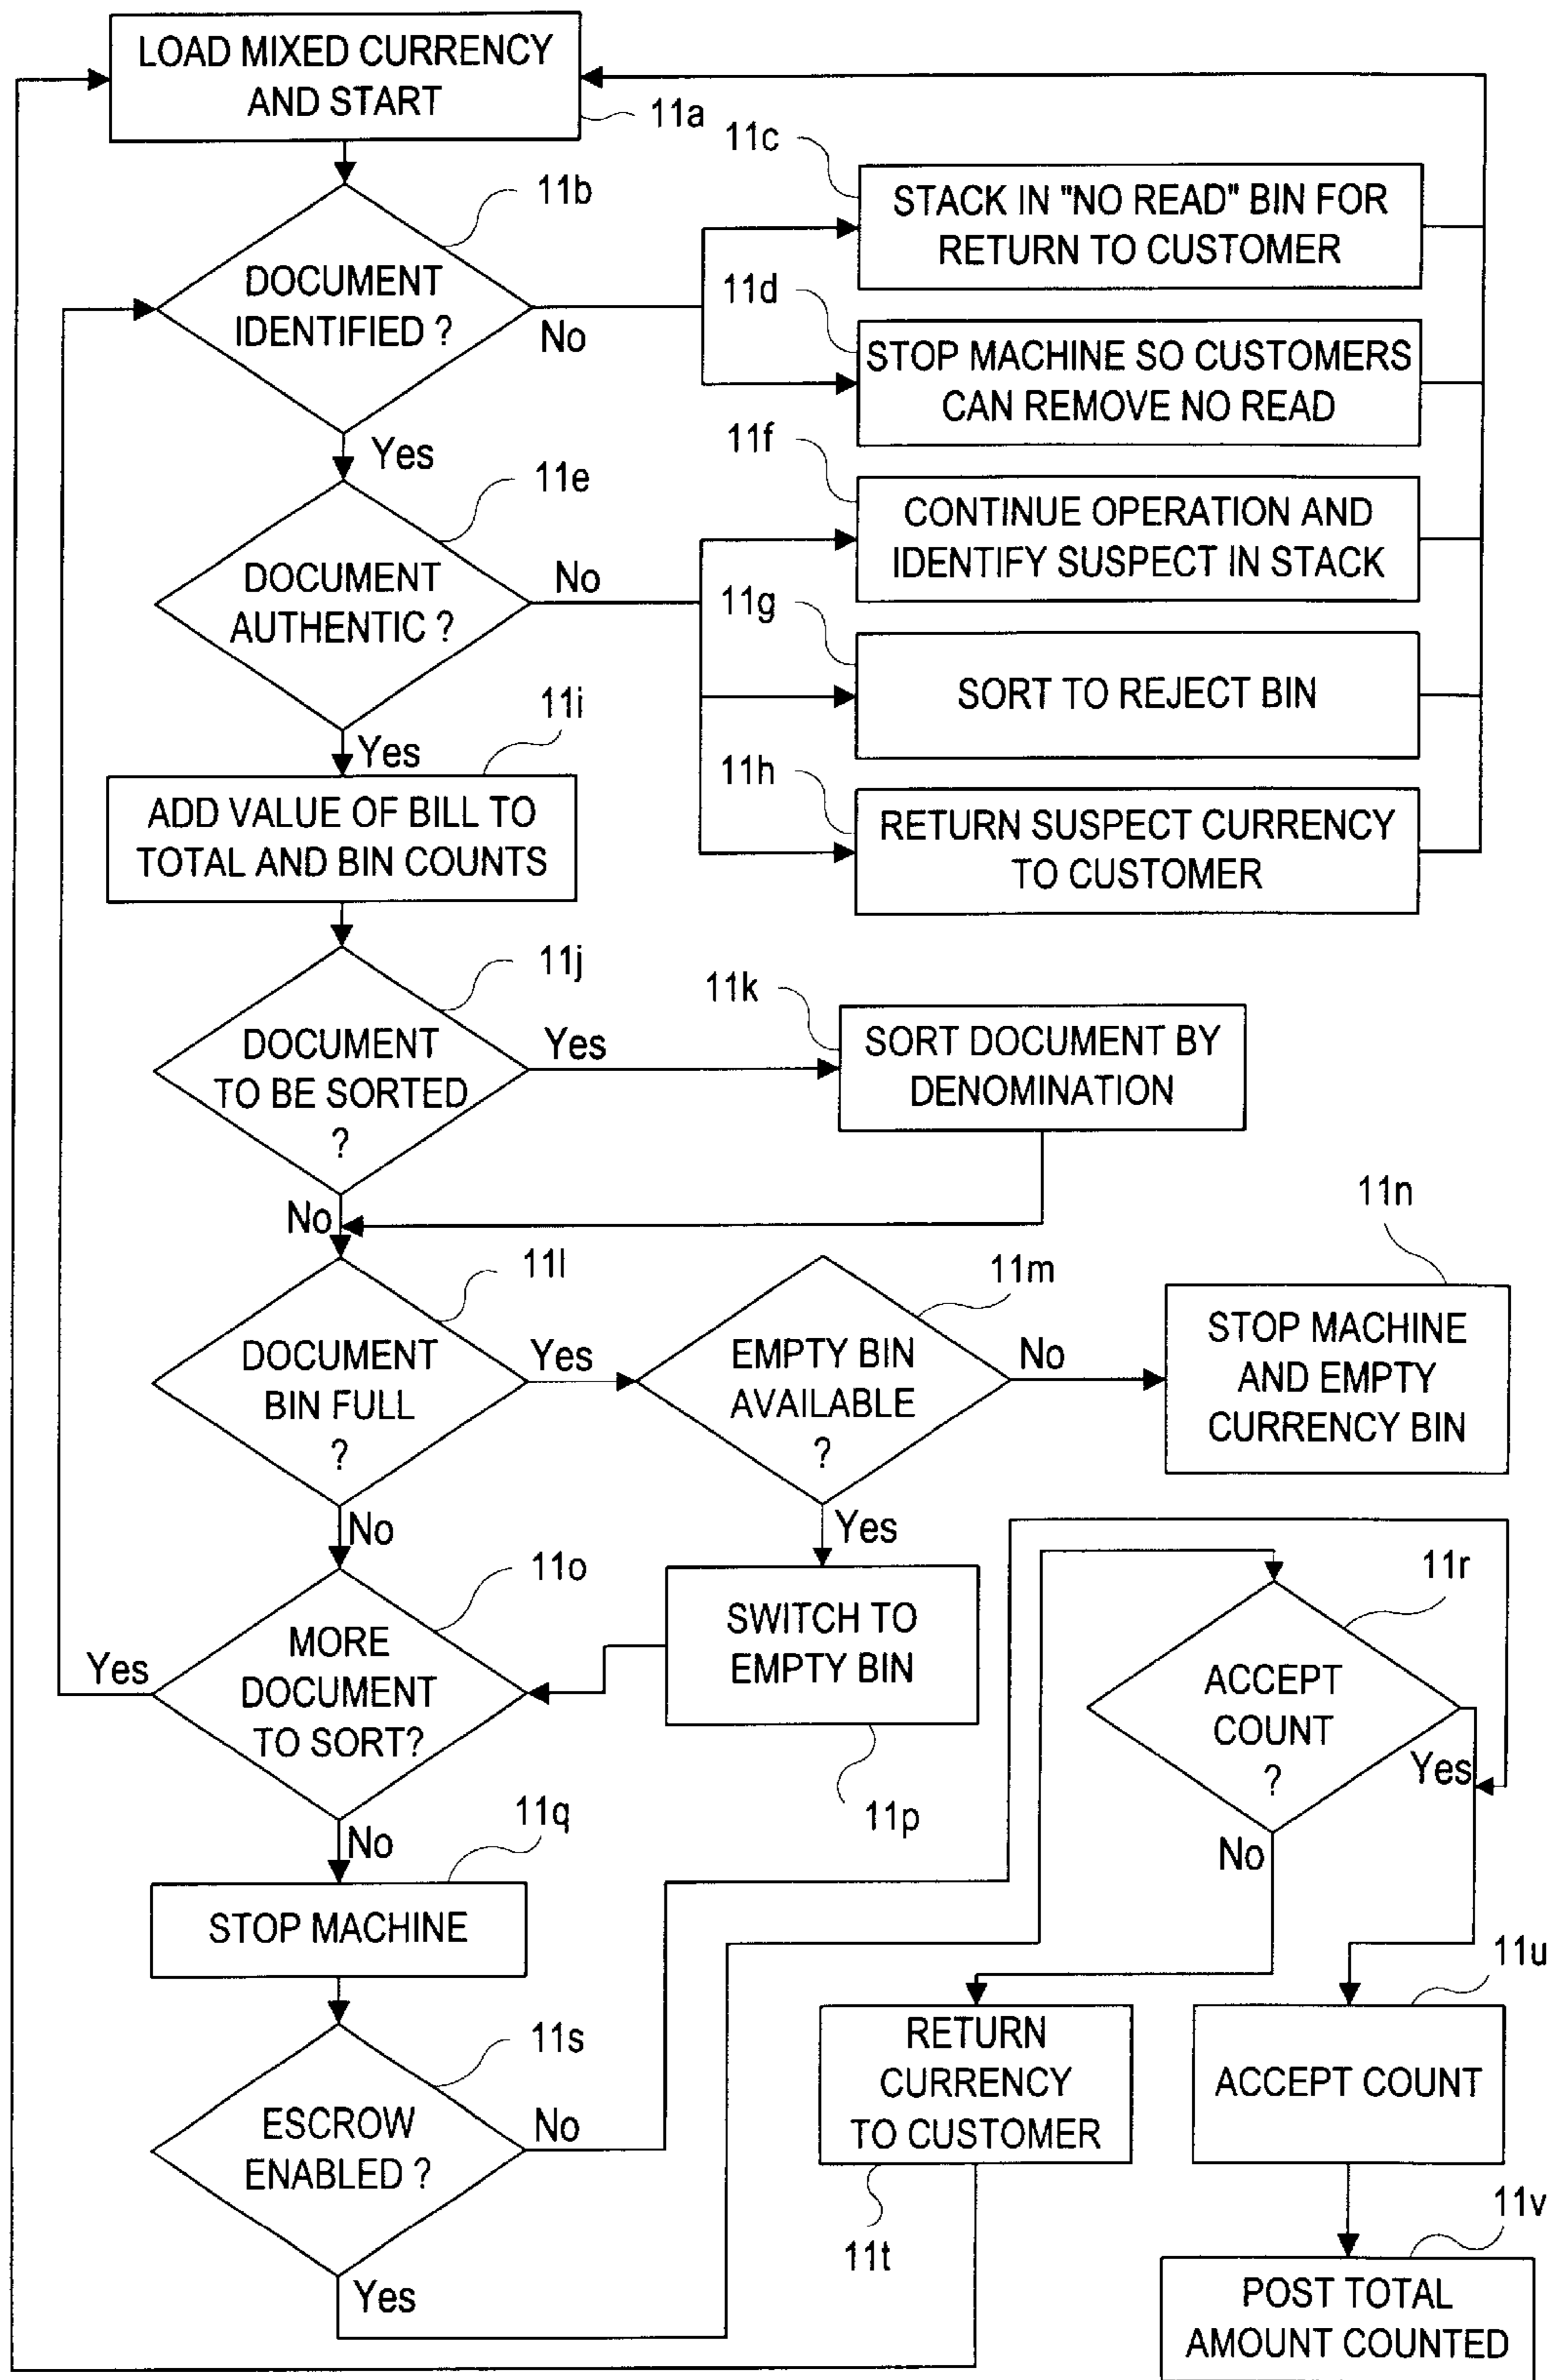 LOAD MIXED CURRENCY
AND START
11a
11b
11c
STACK IN "NO READ" BIN FOR
RETURN TO CUSTOMER
DOCUMENT
IDENTIFIED ?
No
11d
STOP MACHINE SO CUSTOMERS
CAN REMOVE NO READ
Yes
11e
11f
CONTINUE OPERATION AND
IDENTIFY SUSPECT IN STACK
DOCUMENT
AUTHENTIC ?
No
11g
SORT TO REJECT BIN
Yes
11i
11h
RETURN SUSPECT CURRENCY
TO CUSTOMER
ADD VALUE OF BILL TO
TOTAL AND BIN COUNTS
11j
11k
DOCUMENT
TO BE SORTED
?
Yes
SORT DOCUMENT BY
DENOMINATION
No
11l
11m
11n
DOCUMENT
BIN FULL
?
Yes
EMPTY BIN
AVAILABLE
?
No
STOP MACHINE
AND EMPTY
CURRENCY BIN
No
Yes
11o
11r
MORE
DOCUMENT
TO SORT?
Yes
SWITCH TO
EMPTY BIN
11p
ACCEPT
COUNT
?
Yes
No
No
11q
STOP MACHINE
11s
11u
ESCROW
ENABLED ?
No
RETURN
CURRENCY
TO CUSTOMER
ACCEPT COUNT
11t
11v
Yes
POST TOTAL
AMOUNT COUNTED